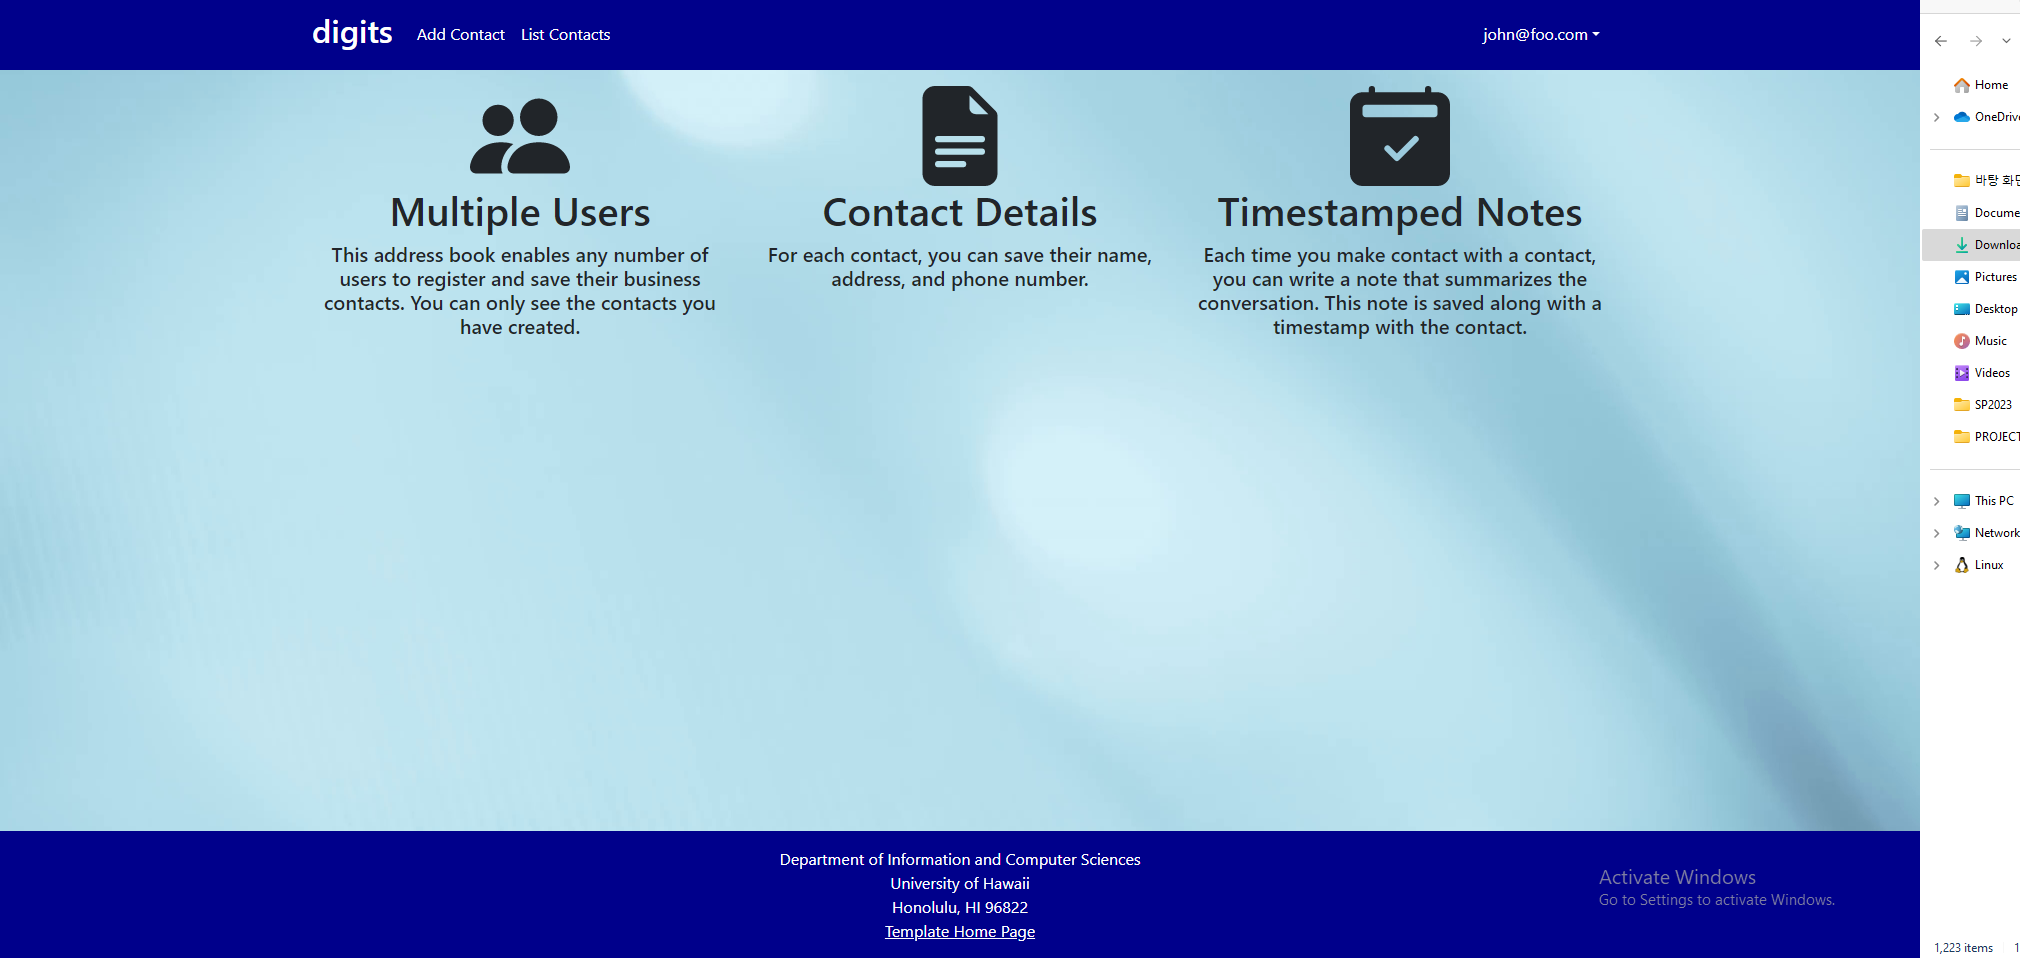 digits
Add Contact
List Contacts
john@foo.com
Multiple Users
This address book enables any number of
users to register and save their business
contacts. You can only see the contacts you
have created.
Contact Details
For each contact, you can save their name,
address, and phone number.
Timestamped Notes
Each time you make contact with a contact,
you can write a note that summarizes the
conversation. This note is saved along with a
timestamp with the contact.
Department of Information and Computer Sciences
University of Hawaii
Honolulu, HI 96822
Template Home Page
Activate Windows
Go to Settings to activate Windows.
Home
바탕
Pictures
Desktop
Music
Videos
SP2023
PROJECT
This PC
Network
Linux
1,223 items